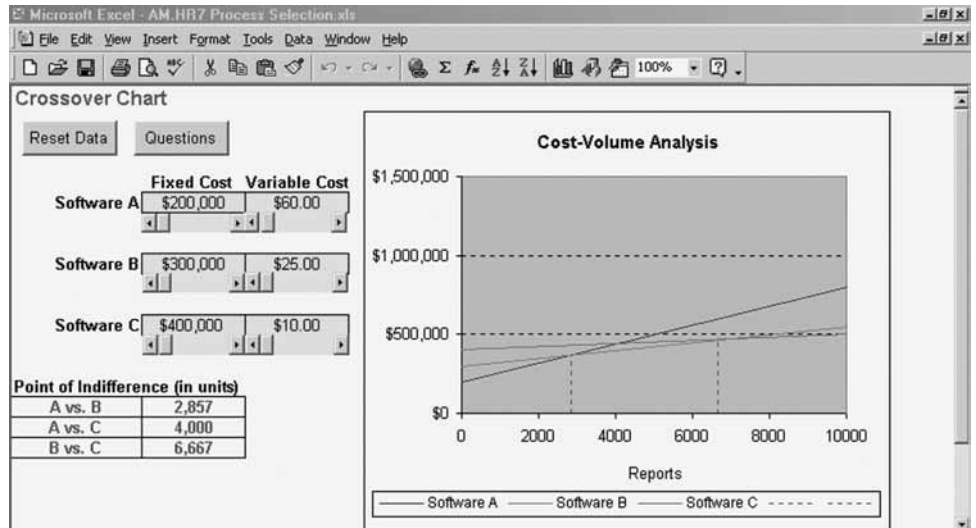 Microsoft Excel - AM.HR7 Process Selection.xls
File Edit View Insert Format Tools Data Window Help
100%
Crossover Chart
Reset Data Questions
Fixed Cost Variable Cost
Software A $200,000 $60.00
Software B $300,000 $25.00
Software C $400,000 $10.00
Point of Indifference (in units)
A vs. B 2,857
A vs. C 4,000
B vs. C 6,667
Cost-Volume Analysis
$1,500,000
$1,000,000
$500,000
$0
0 2000 4000 6000 8000 10000
Reports
Software A Software B Software C